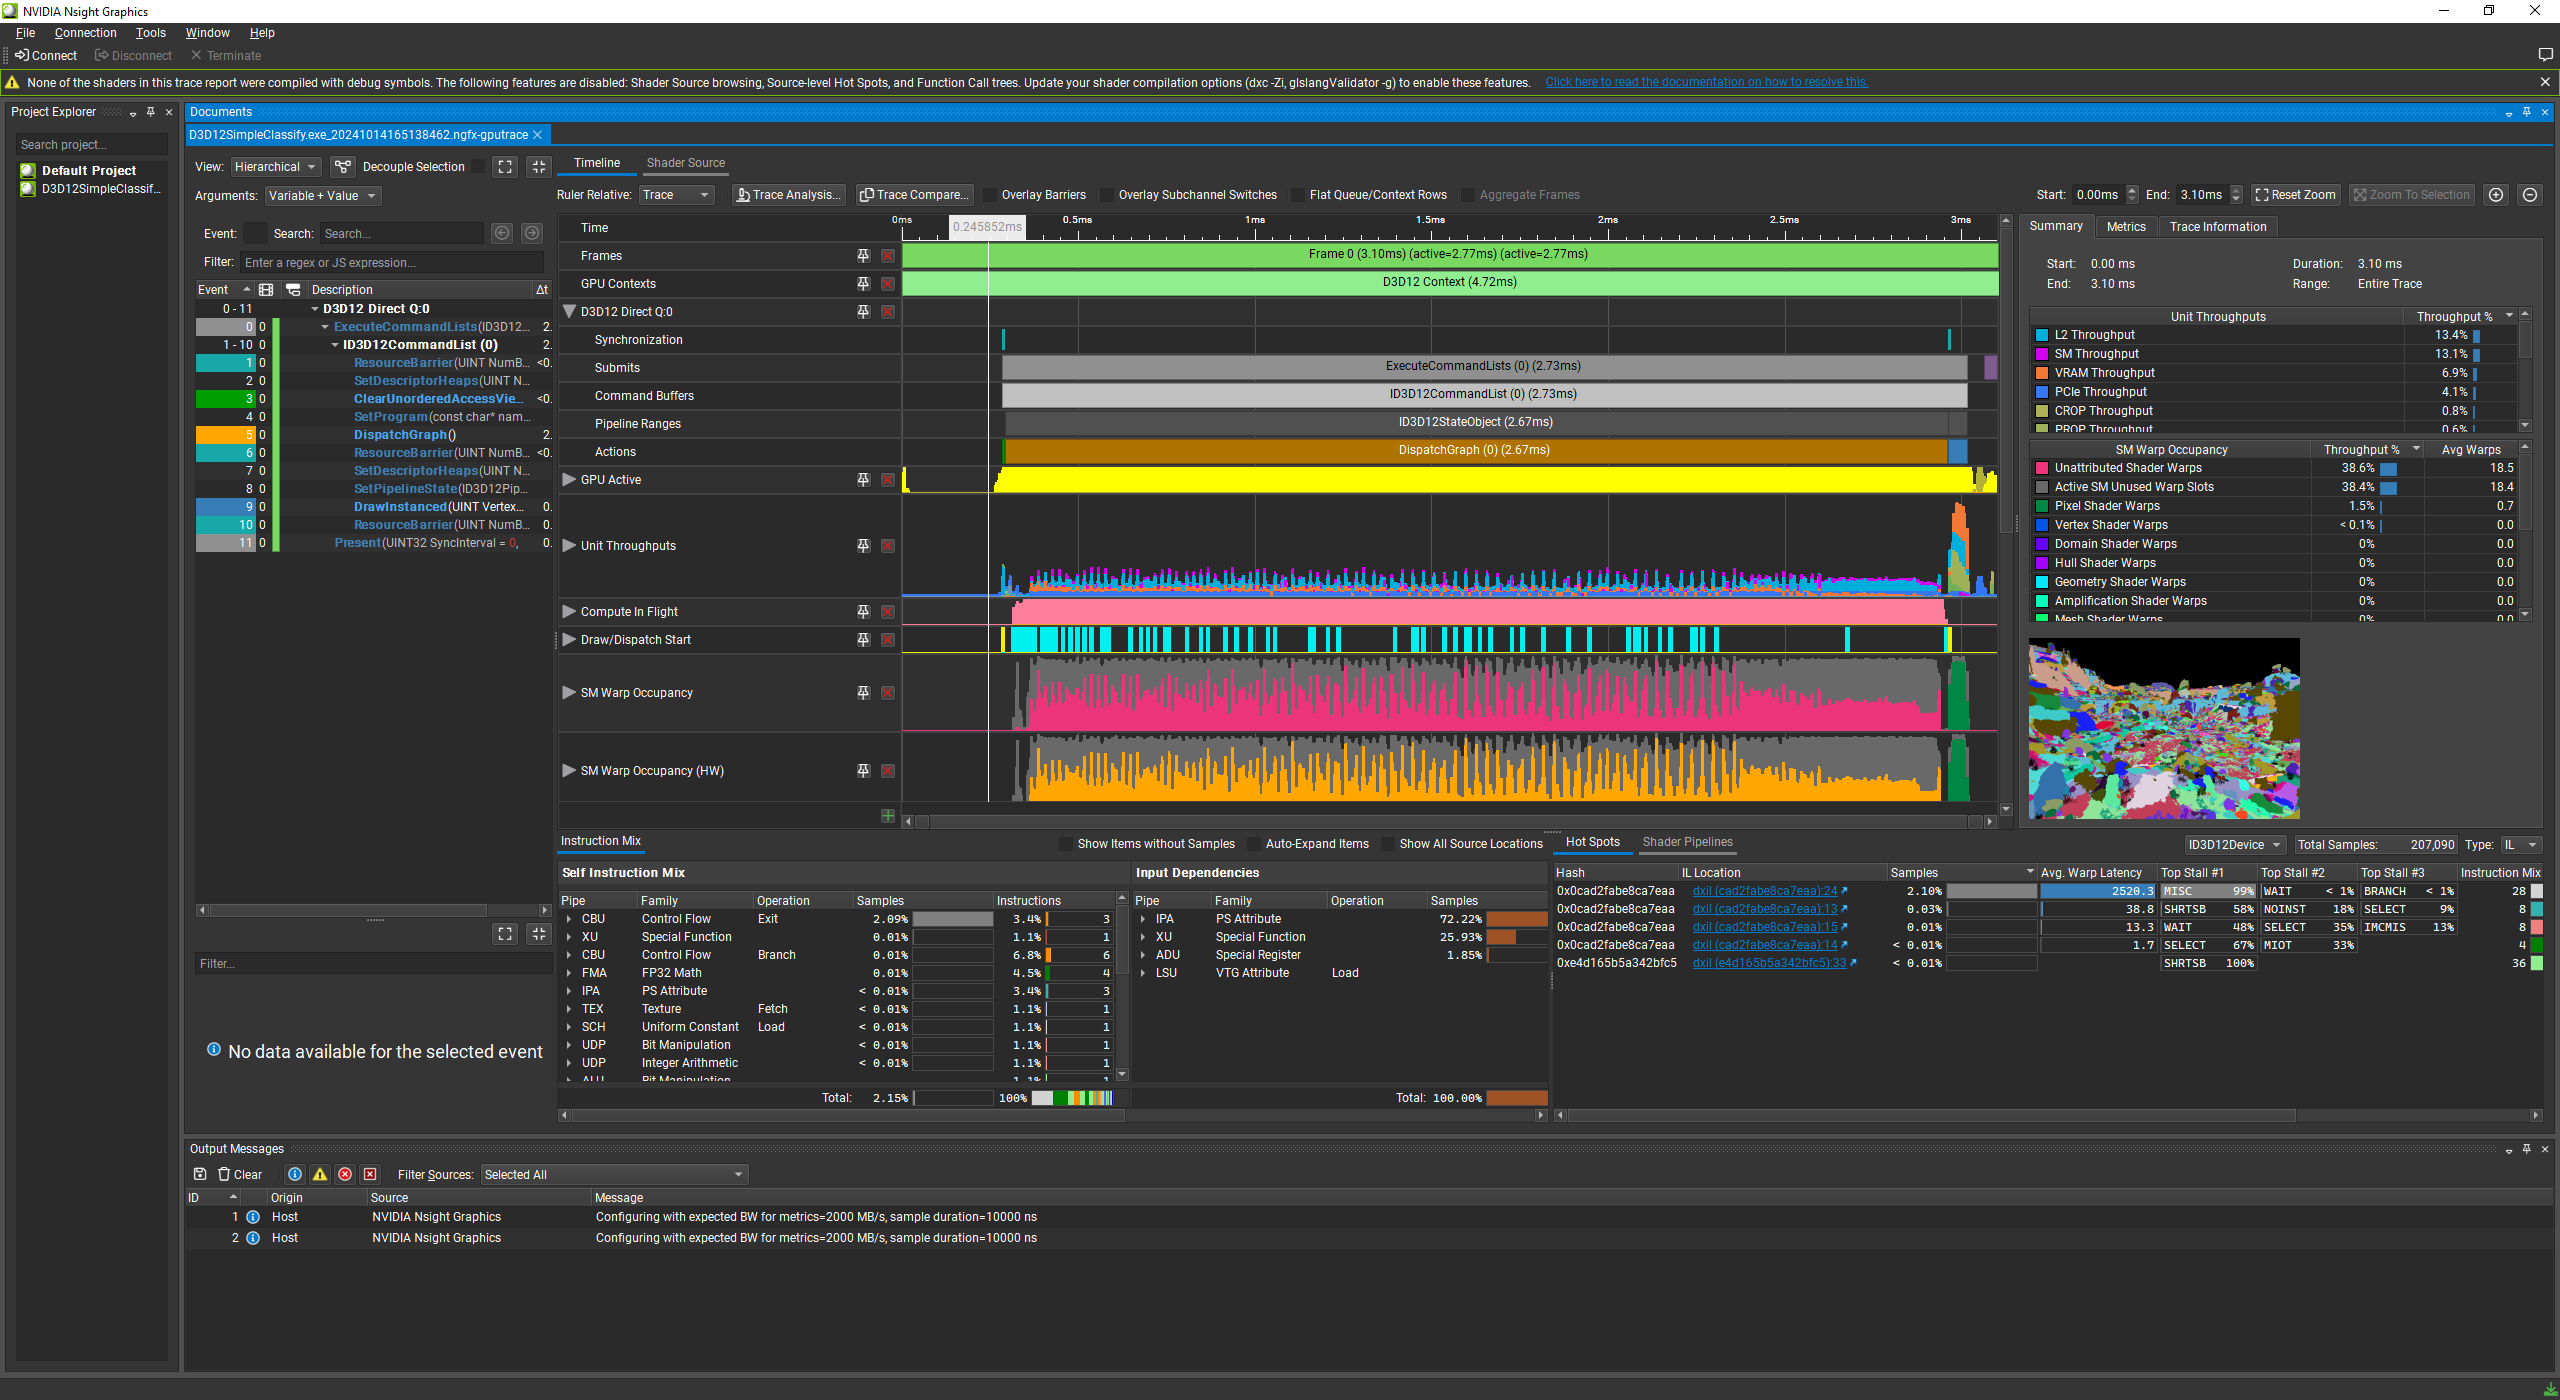 NVIDIA Nsight Graphics
File Connection Tools Window Help
Connect Disconnect Terminate
None of the shaders in this trace report were compiled with debug symbols. The following features are disabled: Shader Source browsing, Source-level Hot Spots, and Function Call trees. Update your shader compilation options (dxc -Zi, glslangValidator -g) to enable these features. Click here to read the documentation on how to resolve this.
Project Explorer
Search project...
Default Project
D3D12SimpleClassif...
Documents
D3D12SimpleClassify.exe_20241014165138462.ngfx-gputrace
View: Hierarchical Decouple Selection
Arguments: Variable + Value
Event: Search: Search...
Filter: Enter a regex or JS expression...
Event Description Δt
0 - 11 D3D12 Direct Q:0
0 0 ExecuteCommandLists(ID3D12... 2.
1 - 10 0 ID3D12CommandList (0) 2.
1 0 ResourceBarrier(UINT NumB... <0.
2 0 SetDescriptorHeaps(UINT N...
3 0 ClearUnorderedAccessVie... <0.
4 0 SetProgram(const char* nam...
5 0 DispatchGraph() 2.
6 0 ResourceBarrier(UINT NumB... <0.
7 0 SetDescriptorHeaps(UINT N...
8 0 SetPipelineState(ID3D12Pip...
9 0 DrawInstanced(UINT Vertex... 0.
10 0 ResourceBarrier(UINT NumB... 0.
11 0 Present(UINT32 SyncInterval = 0, 0.
Filter...
No data available for the selected event
Timeline Shader Source
Ruler Relative: Trace Trace Analysis... Trace Compare... Overlay Barriers Overlay Subchannel Switches Flat Queue/Context Rows Aggregate Frames
Start: 0.00ms End: 3.10ms Reset Zoom Zoom To Selection
Time 0ms 0.245852ms 0.5ms 1ms 1.5ms 2ms 2.5ms 3ms
Frames Frame 0 (3.10ms) (active=2.77ms) (active=2.77ms)
GPU Contexts D3D12 Context (4.72ms)
D3D12 Direct Q:0
Synchronization
Submits ExecuteCommandLists (0) (2.73ms)
Command Buffers ID3D12CommandList (0) (2.73ms)
Pipeline Ranges ID3D12StateObject (2.67ms)
Actions DispatchGraph (0) (2.67ms)
GPU Active
Unit Throughputs
Compute In Flight
Draw/Dispatch Start
SM Warp Occupancy
SM Warp Occupancy (HW)
Summary Metrics Trace Information
Start: 0.00 ms Duration: 3.10 ms
End: 3.10 ms Range: Entire Trace
Unit Throughputs Throughput %
L2 Throughput 13.4%
SM Throughput 13.1%
VRAM Throughput 6.9%
PCIe Throughput 4.1%
CROP Throughput 0.8%
PROP Throughput 0.6%
SM Warp Occupancy Throughput % Avg Warps
Unattributed Shader Warps 38.6% 18.5
Active SM Unused Warp Slots 38.4% 18.4
Pixel Shader Warps 1.5% 0.7
Vertex Shader Warps < 0.1% 0.0
Domain Shader Warps 0% 0.0
Hull Shader Warps 0% 0.0
Geometry Shader Warps 0% 0.0
Amplification Shader Warps 0% 0.0
Mesh Shader Warps 0% 0.0
Instruction Mix Show Items without Samples Auto-Expand Items Show All Source Locations
Self Instruction Mix
Pipe Family Operation Samples Instructions
CBU Control Flow Exit 2.09% 3.4% 3
XU Special Function 0.01% 1.1% 1
CBU Control Flow Branch 0.01% 6.8% 6
FMA FP32 Math 0.01% 4.5% 4
IPA PS Attribute < 0.01% 3.4% 3
TEX Texture Fetch < 0.01% 1.1% 1
SCH Uniform Constant Load < 0.01% 1.1% 1
UDP Bit Manipulation < 0.01% 1.1% 1
UDP Integer Arithmetic < 0.01% 1.1% 1
ALU Bit Manipulation 1.1% 1
Total: 2.15% 100%
Input Dependencies
Pipe Family Operation Samples
IPA PS Attribute 72.22%
XU Special Function 25.93%
ADU Special Register 1.85%
LSU VTG Attribute Load
Total: 100.00%
Hot Spots Shader Pipelines ID3D12Device Total Samples: 207,090 Type: IL
Hash IL Location Samples Avg. Warp Latency Top Stall #1 Top Stall #2 Top Stall #3 Instruction Mix
0x0cad2fabe8ca7eaa dxil (cad2fabe8ca7eaa):24 2.10% 2520.3 MISC 99% WAIT < 1% BRANCH < 1% 28
0x0cad2fabe8ca7eaa dxil (cad2fabe8ca7eaa):13 0.03% 38.8 SHRTSB 58% NOINST 18% SELECT 9% 8
0x0cad2fabe8ca7eaa dxil (cad2fabe8ca7eaa):15 0.01% 13.3 WAIT 48% SELECT 35% IMCMIS 13% 8
0x0cad2fabe8ca7eaa dxil (cad2fabe8ca7eaa):14 < 0.01% 1.7 SELECT 67% MIOT 33% 4
0xe4d165b5a342bfc5 dxil (e4d165b5a342bfc5):33 < 0.01% SHRTSB 100% 36
Output Messages
Clear Filter Sources: Selected All
ID Origin Source Message
1 Host NVIDIA Nsight Graphics Configuring with expected BW for metrics=2000 MB/s, sample duration=10000 ns
2 Host NVIDIA Nsight Graphics Configuring with expected BW for metrics=2000 MB/s, sample duration=10000 ns